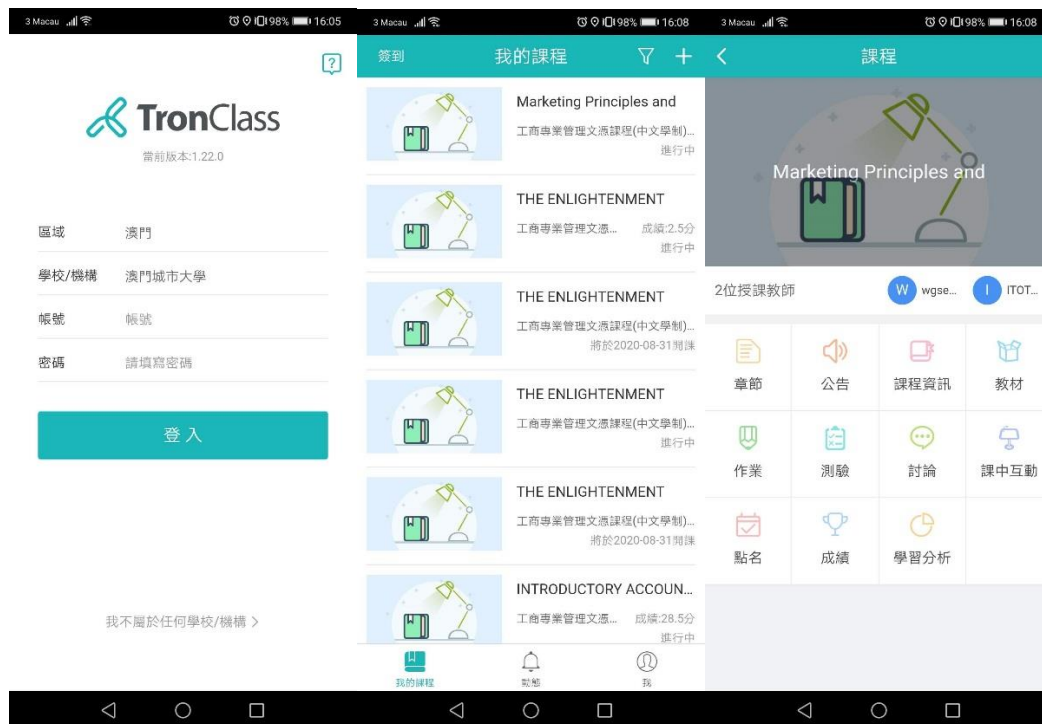 3 Macau
98%
16:05
TronClass
當前版本:1.22.0
區域 澳門
學校/機構 澳門城市大學
帳號 帳號
密碼 請填寫密碼
登入
我不屬於任何學校/機構 >
3 Macau
98%
16:08
簽到 我的課程
Marketing Principles and
工商專業管理文憑課程(中文學制)...
進行中
THE ENLIGHTENMENT
工商專業管理文憑... 成績:2.5分
進行中
THE ENLIGHTENMENT
工商專業管理文憑課程(中文學制)...
將於2020-08-31開課
THE ENLIGHTENMENT
工商專業管理文憑課程(中文學制)...
進行中
THE ENLIGHTENMENT
工商專業管理文憑課程(中文學制)...
將於2020-08-31開課
INTRODUCTORY ACCOUN...
工商專業管理文憑... 成績:28.5分
進行中
我的課程 動態 我
3 Macau
98%
16:08
課程
Marketing Principles and
2位授課教師 W wgse... I ITOT...
章節 公告 課程資訊 教材
作業 測驗 討論 課中互動
點名 成績 學習分析